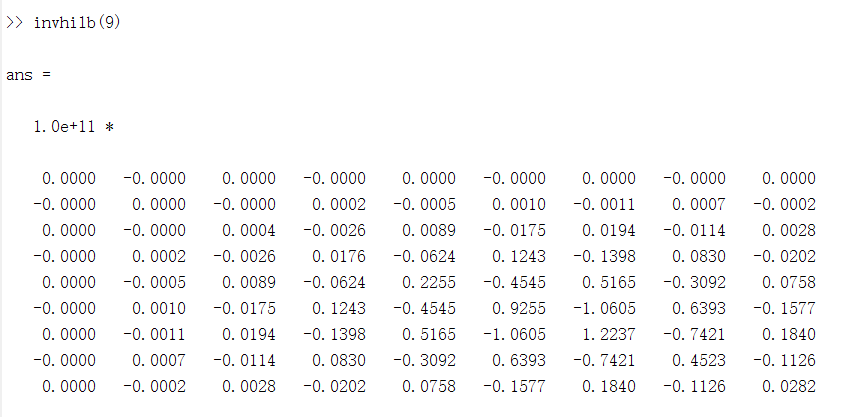 >> invhilb(9)
ans =
1.0e+11 *
0.0000 -0.0000 0.0000 -0.0000 0.0000 -0.0000 0.0000 -0.0000 0.0000
-0.0000 0.0000 -0.0000 0.0002 -0.0005 0.0010 -0.0011 0.0007 -0.0002
0.0000 -0.0000 0.0004 -0.0026 0.0089 -0.0175 0.0194 -0.0114 0.0028
-0.0000 0.0002 -0.0026 0.0176 -0.0624 0.1243 -0.1398 0.0830 -0.0202
0.0000 -0.0005 0.0089 -0.0624 0.2255 -0.4545 0.5165 -0.3092 0.0758
-0.0000 0.0010 -0.0175 0.1243 -0.4545 0.9255 -1.0605 0.6393 -0.1577
0.0000 -0.0011 0.0194 -0.1398 0.5165 -1.0605 1.2237 -0.7421 0.1840
-0.0000 0.0007 -0.0114 0.0830 -0.3092 0.6393 -0.7421 0.4523 -0.1126
0.0000 -0.0002 0.0028 -0.0202 0.0758 -0.1577 0.1840 -0.1126 0.0282